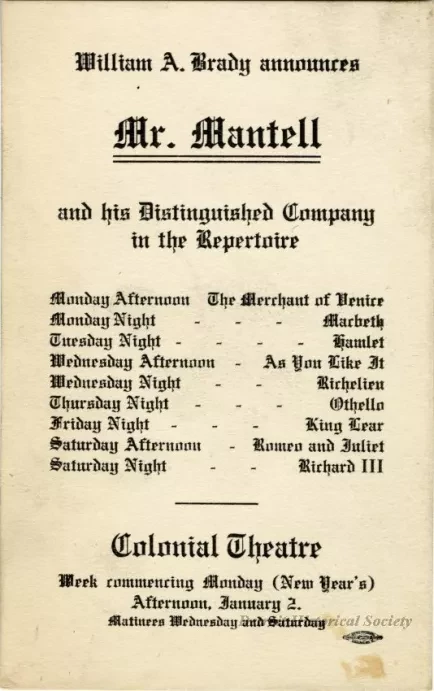 William A. Brady announces
Mr. Mantell
and his Distinguished Company
in the Repertoire
Monday Afternoon The Merchant of Venice
Monday Night - - - Macbeth
Tuesday Night - - - - Hamlet
Wednesday Afternoon - As You Like It
Wednesday Night - - Richelieu
Thursday Night - - - Othello
Friday Night - - - King Lear
Saturday Afternoon - Romeo and Juliet
Saturday Night - - Richard III
Colonial Theatre
Week commencing Monday (New Year's)
Afternoon, January 2.
Matinees Wednesday and Saturday
Historical Society